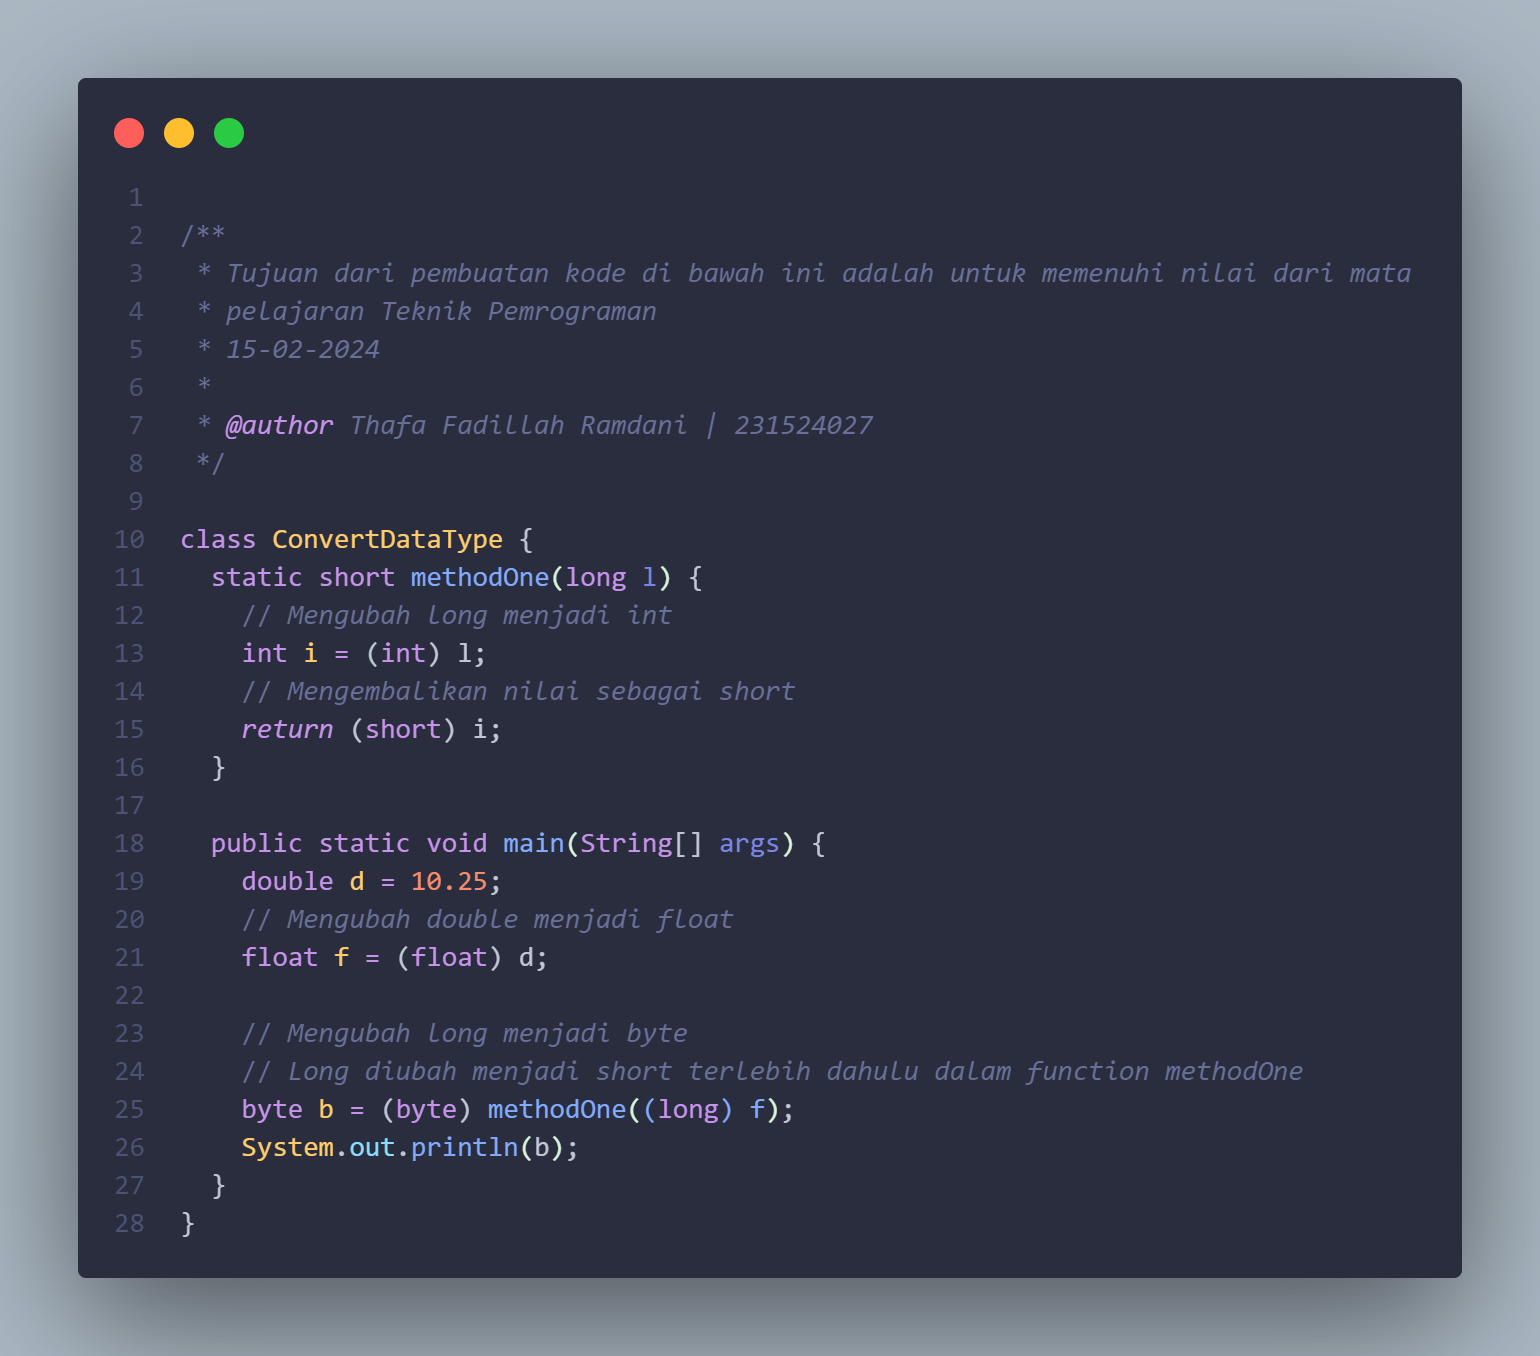 1
2 /**
3  * Tujuan dari pembuatan kode di bawah ini adalah untuk memenuhi nilai dari mata
4  * pelajaran Teknik Pemrograman
5  * 15-02-2024
6  *
7  * @author Thafa Fadillah Ramdani | 231524027
8  */
9
10 class ConvertDataType {
11   static short methodOne(long l) {
12     // Mengubah long menjadi int
13     int i = (int) l;
14     // Mengembalikan nilai sebagai short
15     return (short) i;
16   }
17
18   public static void main(String[] args) {
19     double d = 10.25;
20     // Mengubah double menjadi float
21     float f = (float) d;
22
23     // Mengubah long menjadi byte
24     // Long diubah menjadi short terlebih dahulu dalam function methodOne
25     byte b = (byte) methodOne((long) f);
26     System.out.println(b);
27   }
28 }